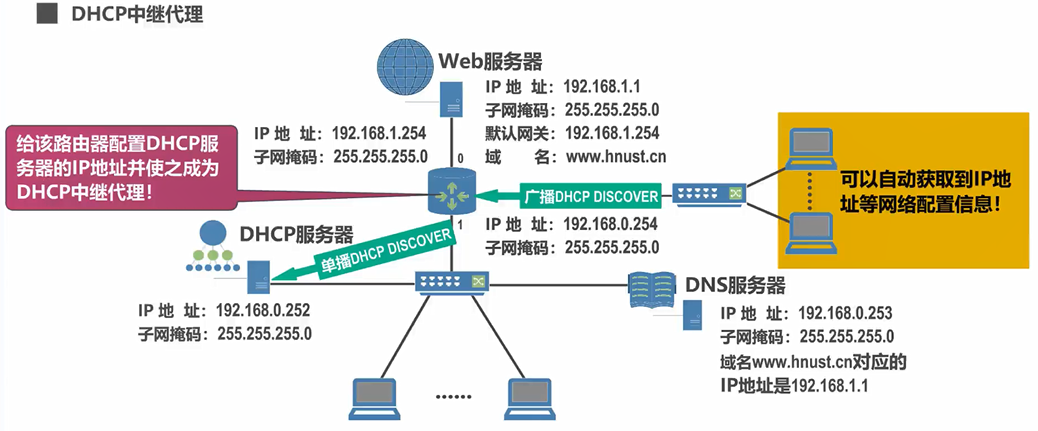 DHCP中继代理
Web服务器
IP 地 址：192.168.1.1
子网掩码：255.255.255.0
默认网关：192.168.1.254
域 名：www.hnust.cn
IP 地 址：192.168.1.254
子网掩码：255.255.255.0
0
给该路由器配置DHCP服
务器的IP地址并使之成为
DHCP中继代理！
广播DHCP DISCOVER
可以自动获取到IP地
址等网络配置信息！
1
IP 地 址：192.168.0.254
子网掩码：255.255.255.0
DHCP服务器
单播DHCP DISCOVER
IP 地 址：192.168.0.252
子网掩码：255.255.255.0
DNS服务器
IP 地 址：192.168.0.253
子网掩码：255.255.255.0
域名www.hnust.cn对应的
IP地址是192.168.1.1
......